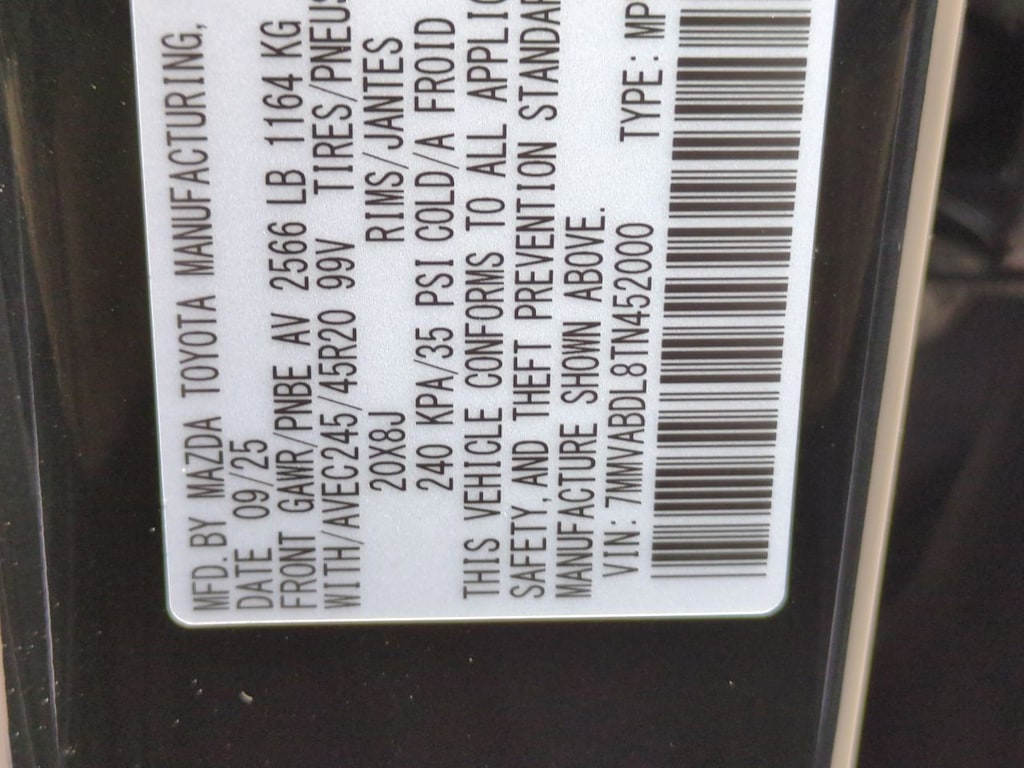 MFD.BY MAZDA TOYOTA MANUFACTURING,
DATE 09/25
FRONT GAWR/PNBE AV 2566 LB 1164 KG
WITH/AVEC245/45R20 99V TIRES/PNEUS
20X8J RIMS/JANTES
240 KPA/35 PSI COLD/A FROID
THIS VEHICLE CONFORMS TO ALL APPLIC
SAFETY, AND THEFT PREVENTION STANDAR
MANUFACTURE SHOWN ABOVE.
VIN: 7MMVABDL8TN452000 TYPE: MP